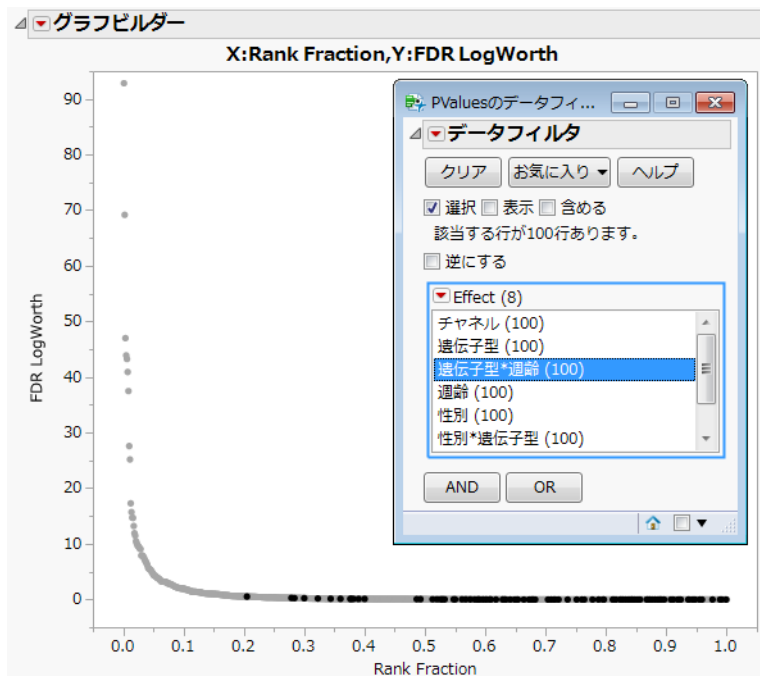 グラフビルダー
X:Rank Fraction,Y:FDR LogWorth
90
80
70
60
50
40
30
20
10
0
FDR LogWorth
0.0 0.1 0.2 0.3 0.4 0.5 0.6 0.7 0.8 0.9 1.0
Rank Fraction
PValuesのデータフィ...
データフィルタ
クリア お気に入り ヘルプ
選択 表示 含める
該当する行が100行あります。
逆にする
Effect (8)
チャネル (100)
遺伝子型 (100)
遺伝子型*週齢 (100)
週齢 (100)
性別 (100)
性別*遺伝子型 (100)
AND OR